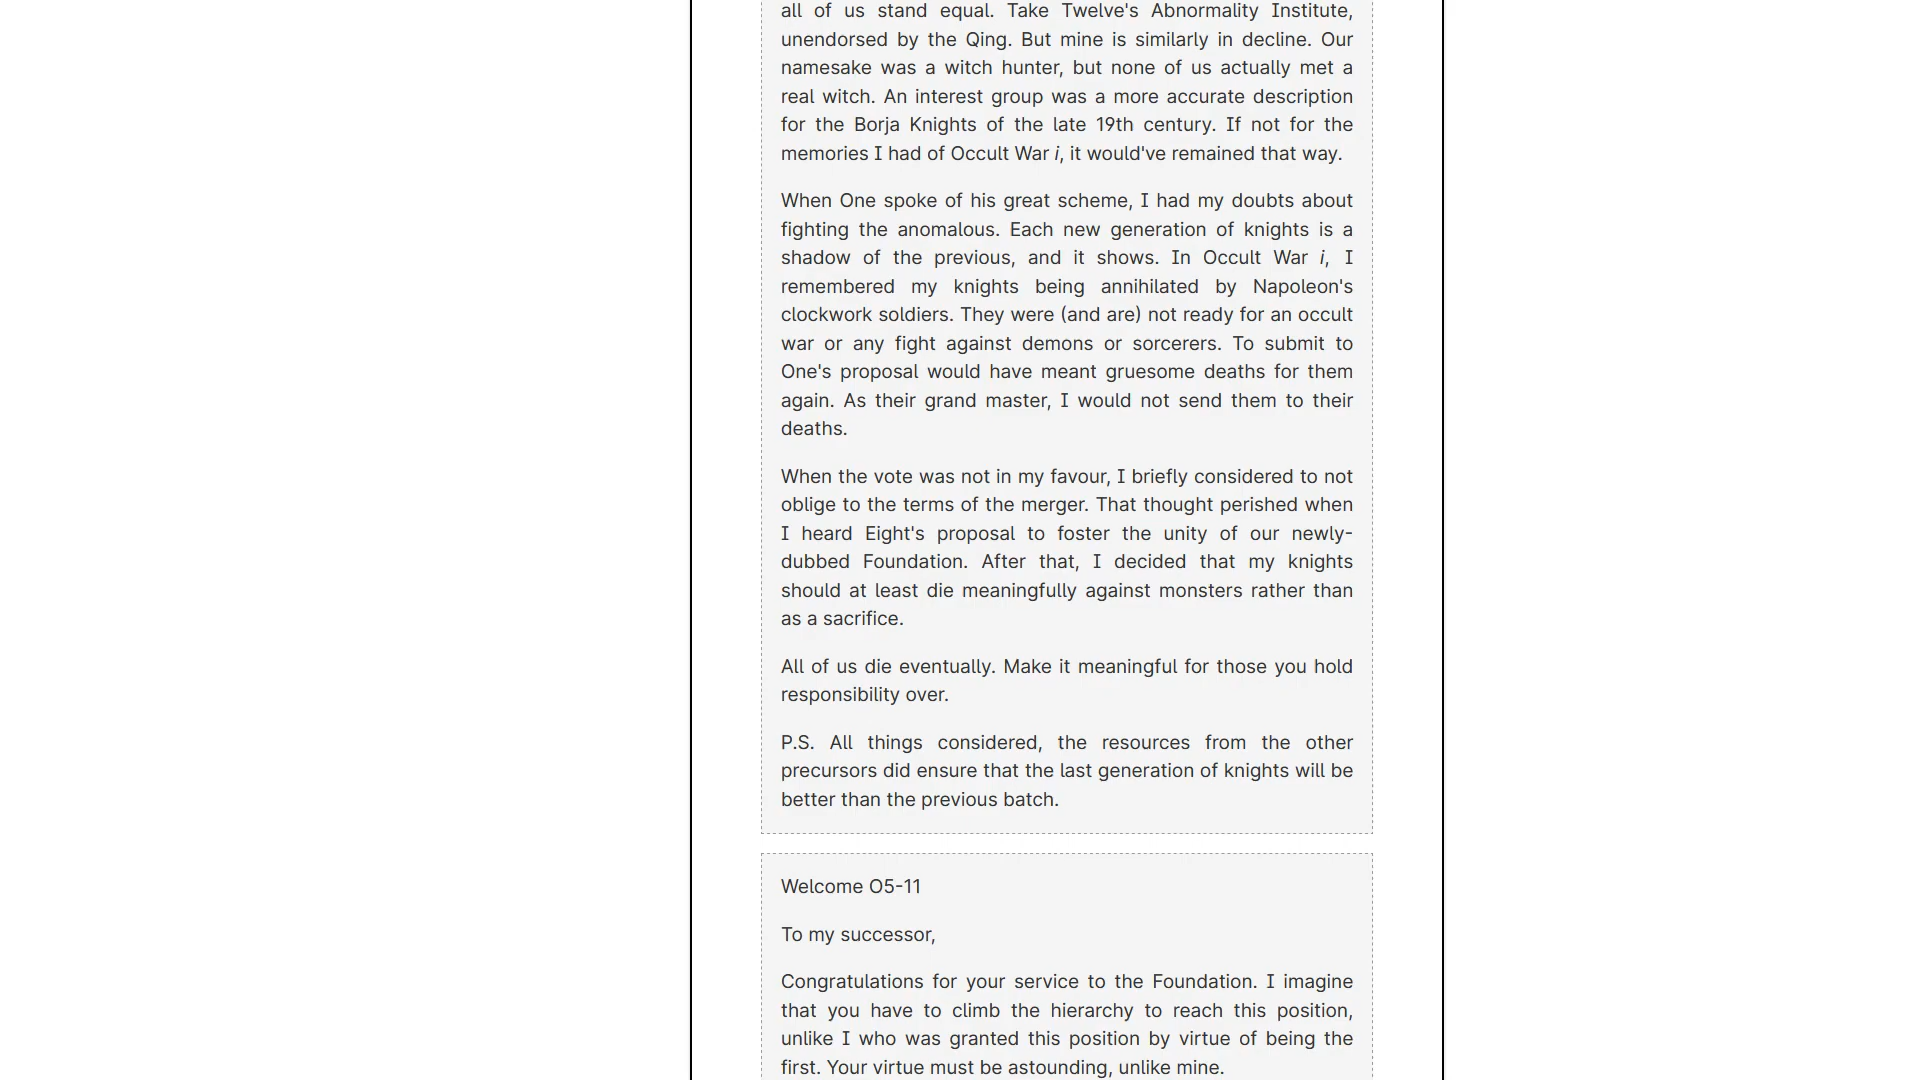 all of us stand equal. Take Twelve's Abnormality Institute,
unendorsed by the Qing. But mine is similarly in decline. Our
namesake was a witch hunter, but none of us actually met a
real witch. An interest group was a more accurate description
for the Borja Knights of the late 19th century. If not for the
memories I had of Occult War i, it would've remained that way.
When One spoke of his great scheme, I had my doubts about
fighting the anomalous. Each new generation of knights is a
shadow of the previous, and it shows. In Occult War i, I
remembered my knights being annihilated by Napoleon's
clockwork soldiers. They were (and are) not ready for an occult
war or any fight against demons or sorcerers. To submit to
One's proposal would have meant gruesome deaths for them
again. As their grand master, I would not send them to their
deaths.
When the vote was not in my favour, I briefly considered to not
oblige to the terms of the merger. That thought perished when
I heard Eight's proposal to foster the unity of our newly-
dubbed Foundation. After that, I decided that my knights
should at least die meaningfully against monsters rather than
as a sacrifice.
All of us die eventually. Make it meaningful for those you hold
responsibility over.
P.S. All things considered, the resources from the other
precursors did ensure that the last generation of knights will be
better than the previous batch.
Welcome O5-11
To my successor,
Congratulations for your service to the Foundation. I imagine
that you have to climb the hierarchy to reach this position,
unlike I who was granted this position by virtue of being the
first. Your virtue must be astounding, unlike mine.